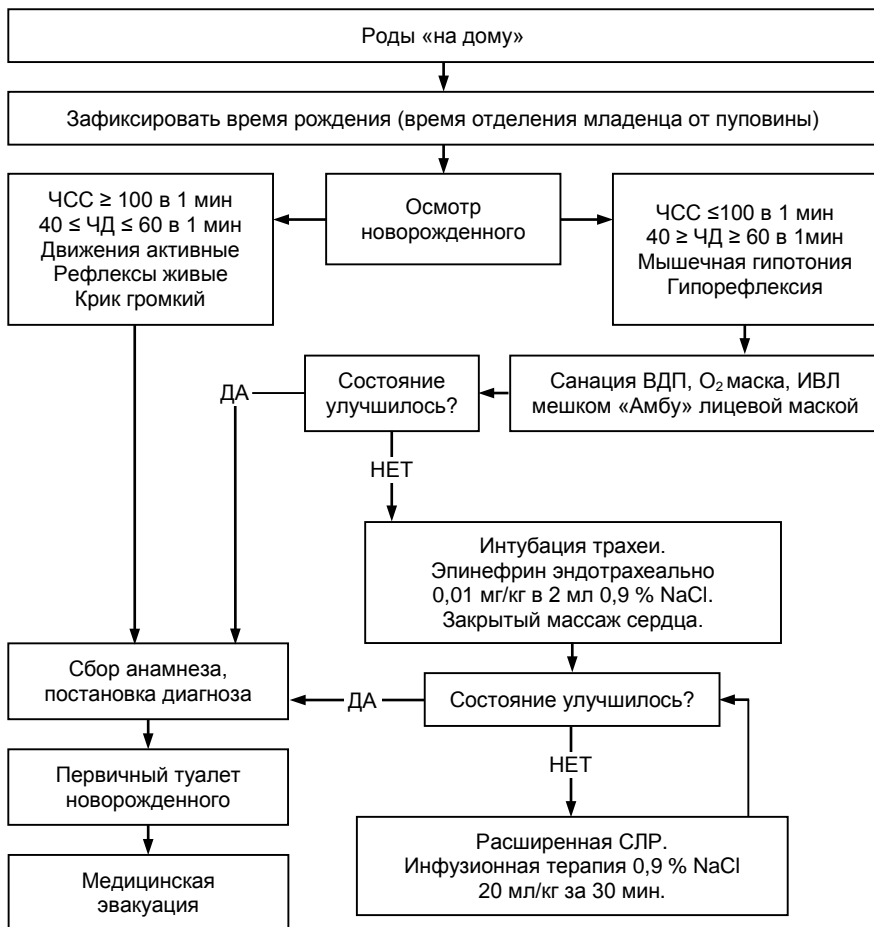 Роды «на дому»
Зафиксировать время рождения (время отделения младенца от пуповины)
ЧСС ≥ 100 в 1 мин
40 ≤ ЧД ≤ 60 в 1 мин
Движения активные
Рефлексы живые
Крик громкий
Осмотр
новорожденного
ЧСС ≤100 в 1 мин
40 ≥ ЧД ≥ 60 в 1мин
Мышечная гипотония
Гипорефлексия
ДА
Состояние
улучшилось?
Санация ВДП, O₂ маска, ИВЛ
мешком «Амбу» лицевой маской
НЕТ
Интубация трахеи.
Эпинефрин эндотрахеально
0,01 мг/кг в 2 мл 0,9 % NaCl.
Закрытый массаж сердца.
Сбор анамнеза,
постановка диагноза
ДА
Состояние улучшилось?
НЕТ
Первичный туалет
новорожденного
Расширенная СЛР.
Инфузионная терапия 0,9 % NaCl
20 мл/кг за 30 мин.
Медицинская
эвакуация